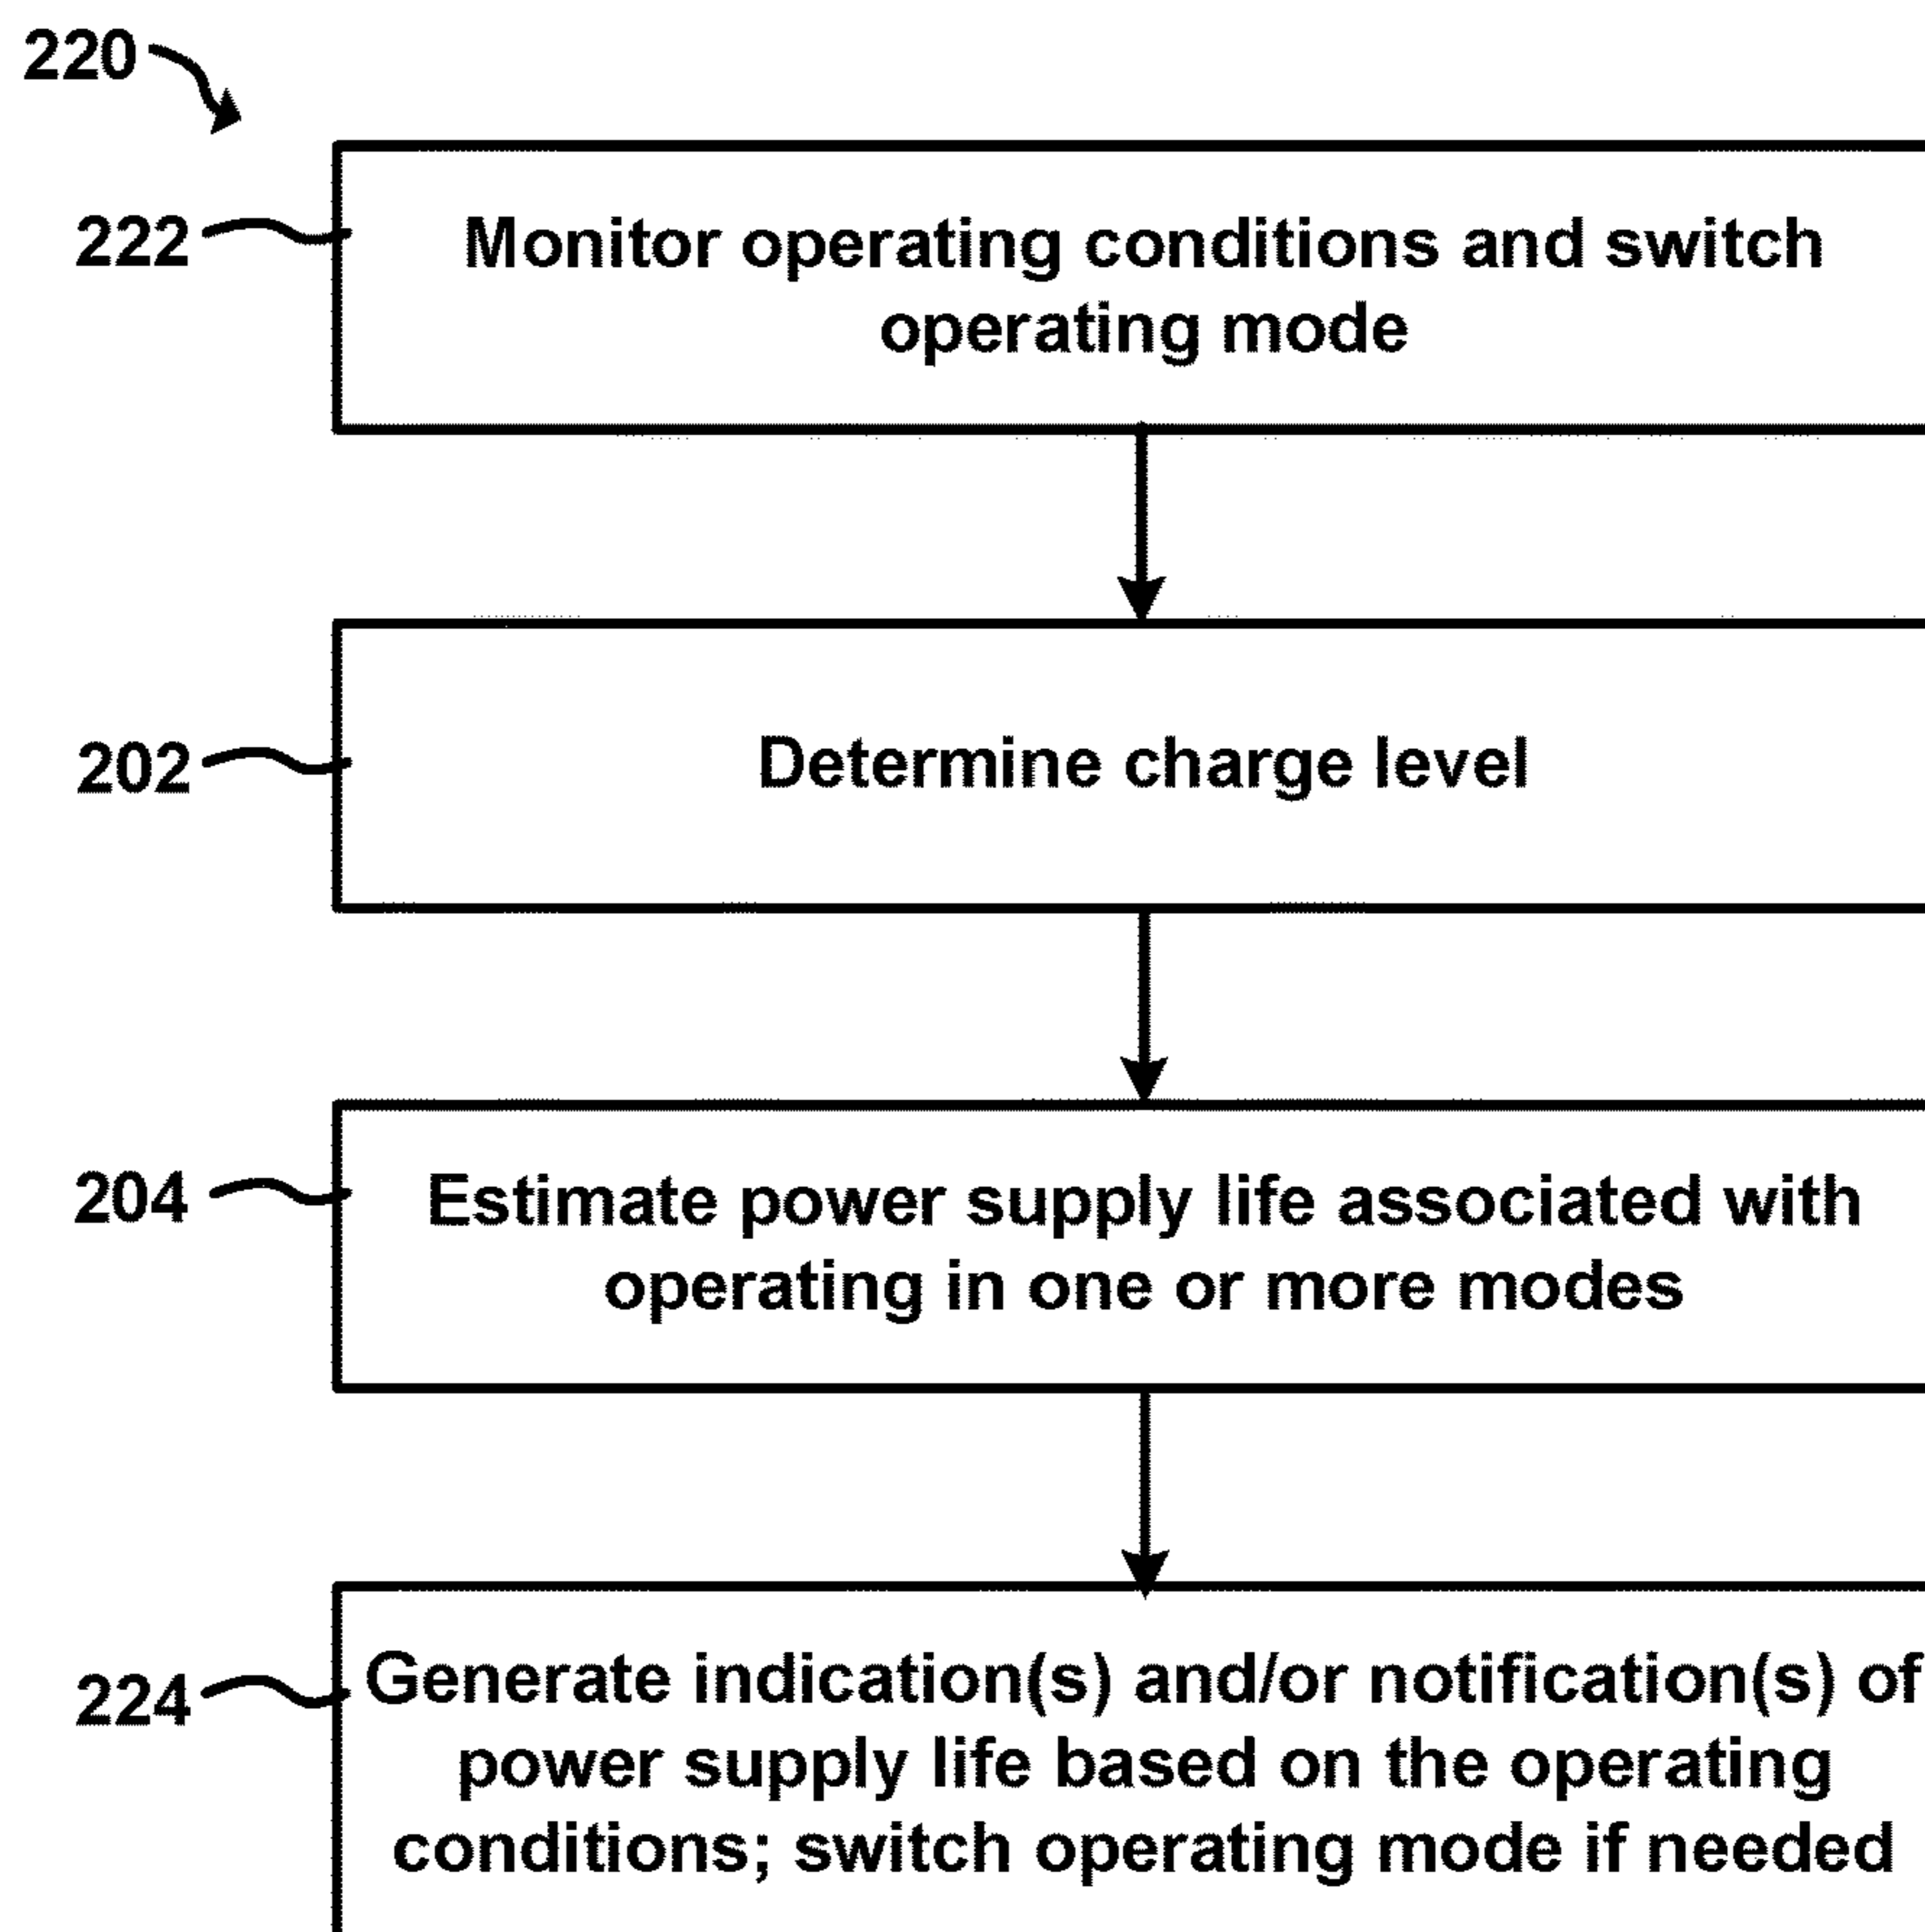 220
222
Monitor operating conditions and switch
operating mode
202
Determine charge level
204
Estimate power supply life associated with
operating in one or more modes
224
Generate indication(s) and/or notification(s) of
power supply life based on the operating
conditions; switch operating mode if needed